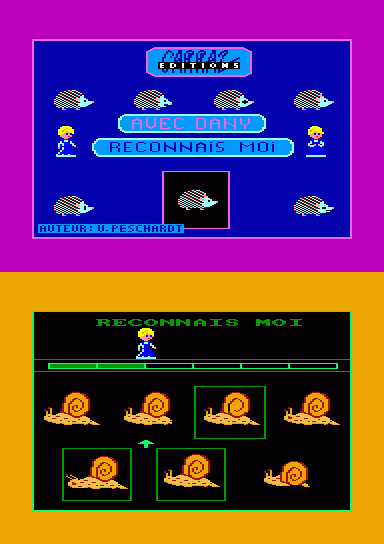 CARRAZ
EDITIONS
AVEC DANY
RECONNAIS MOI
AUTEUR: V.PESCHARDT
RECONNAIS MOI